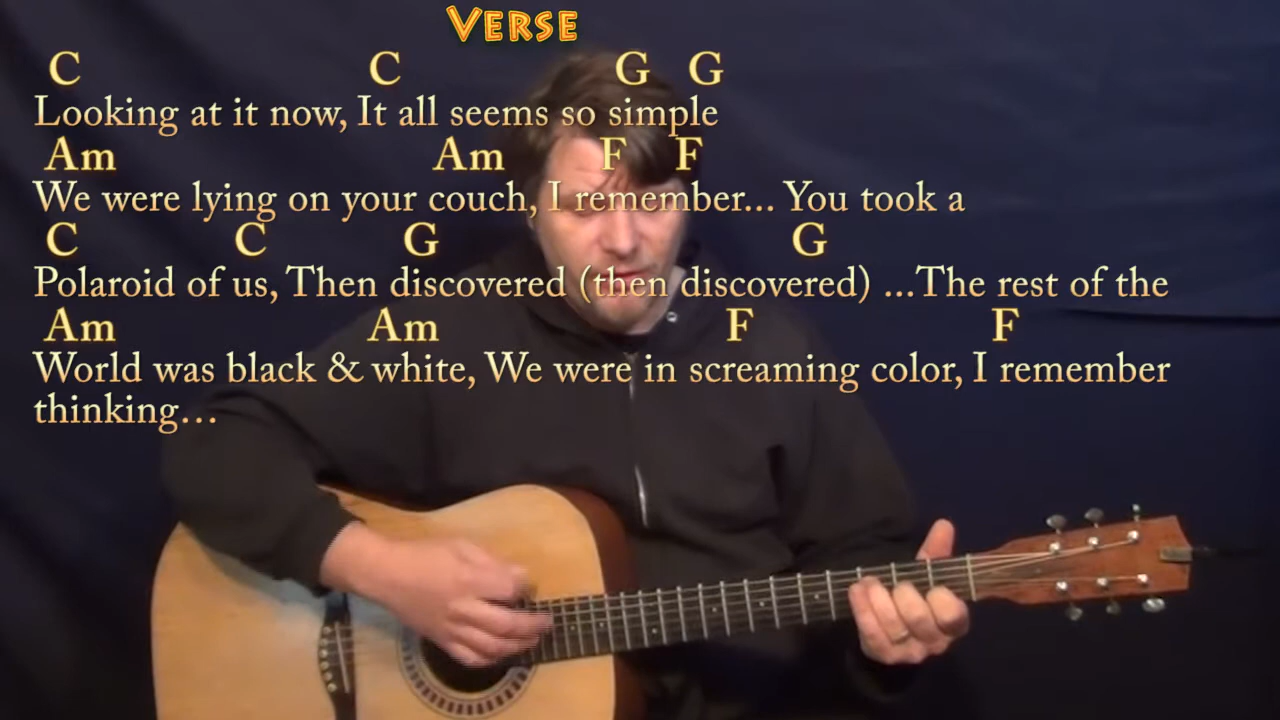 VERSE
C C G G
Looking at it now, It all seems so simple
Am Am F F
We were lying on your couch, I remember... You took a
C C G G
Polaroid of us, Then discovered (then discovered) ...The rest of the
Am Am F F
World was black & white, We were in screaming color, I remember
thinking...